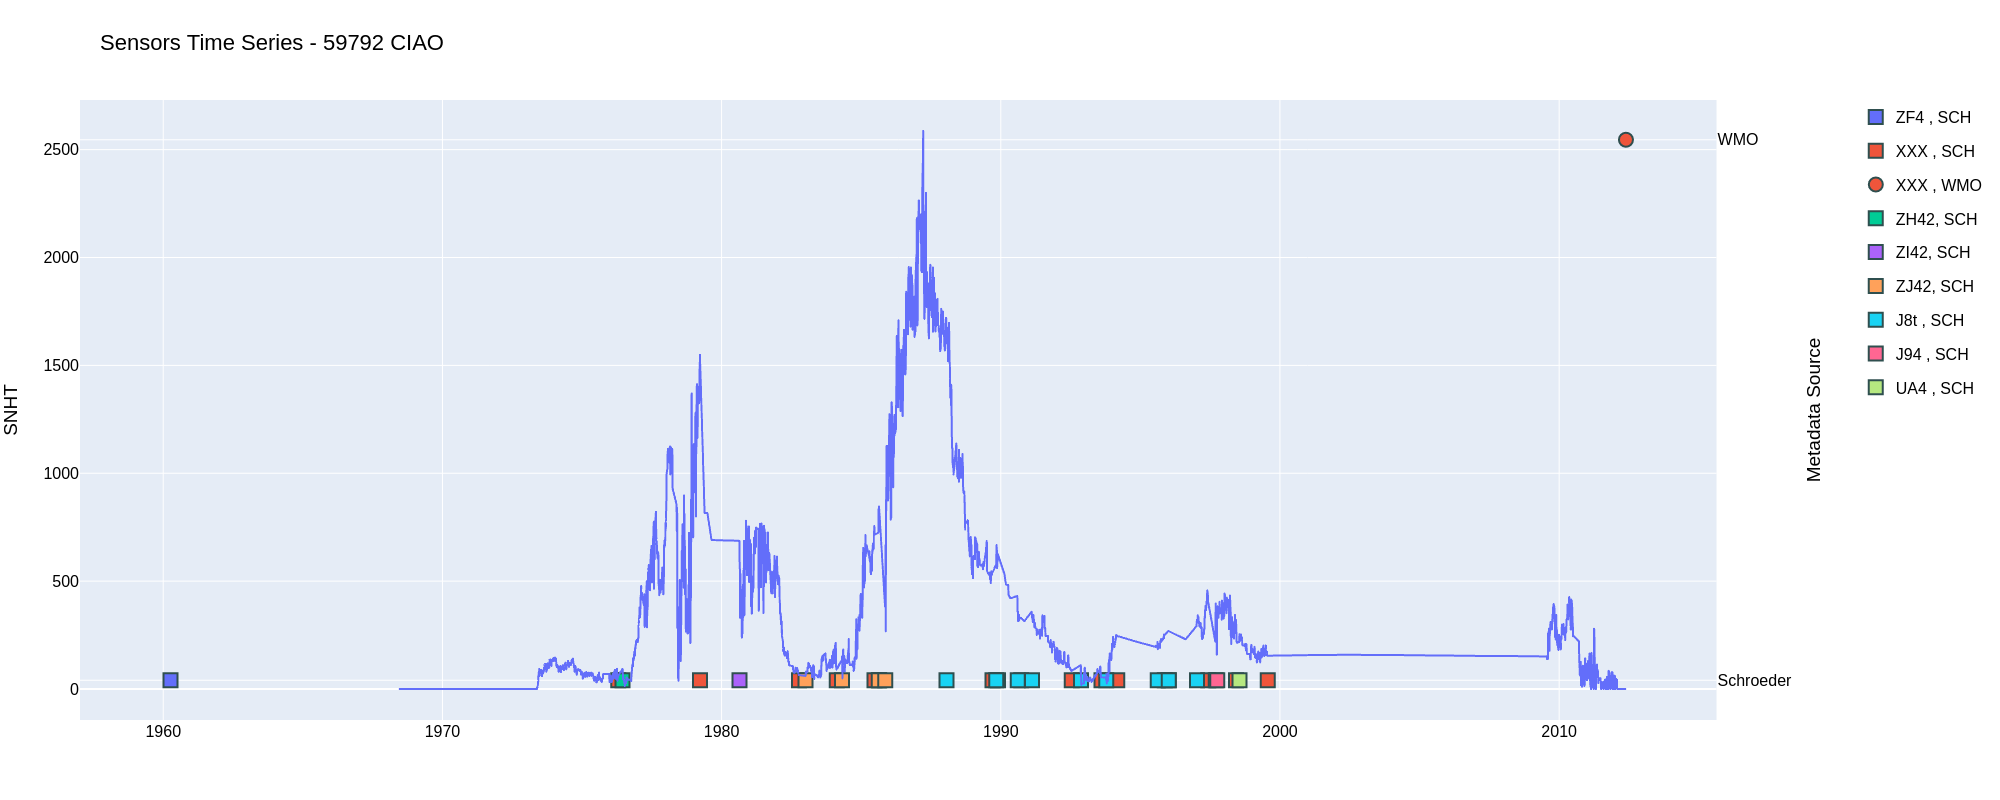 Sensors Time Series - 59792 CIAO
SNHT
2500
2000
1500
1000
500
0
1960
1970
1980
1990
2000
2010
WMO
Schroeder
Metadata Source
ZF4 , SCH
XXX , SCH
XXX , WMO
ZH42, SCH
ZI42, SCH
ZJ42, SCH
J8t , SCH
J94 , SCH
UA4 , SCH